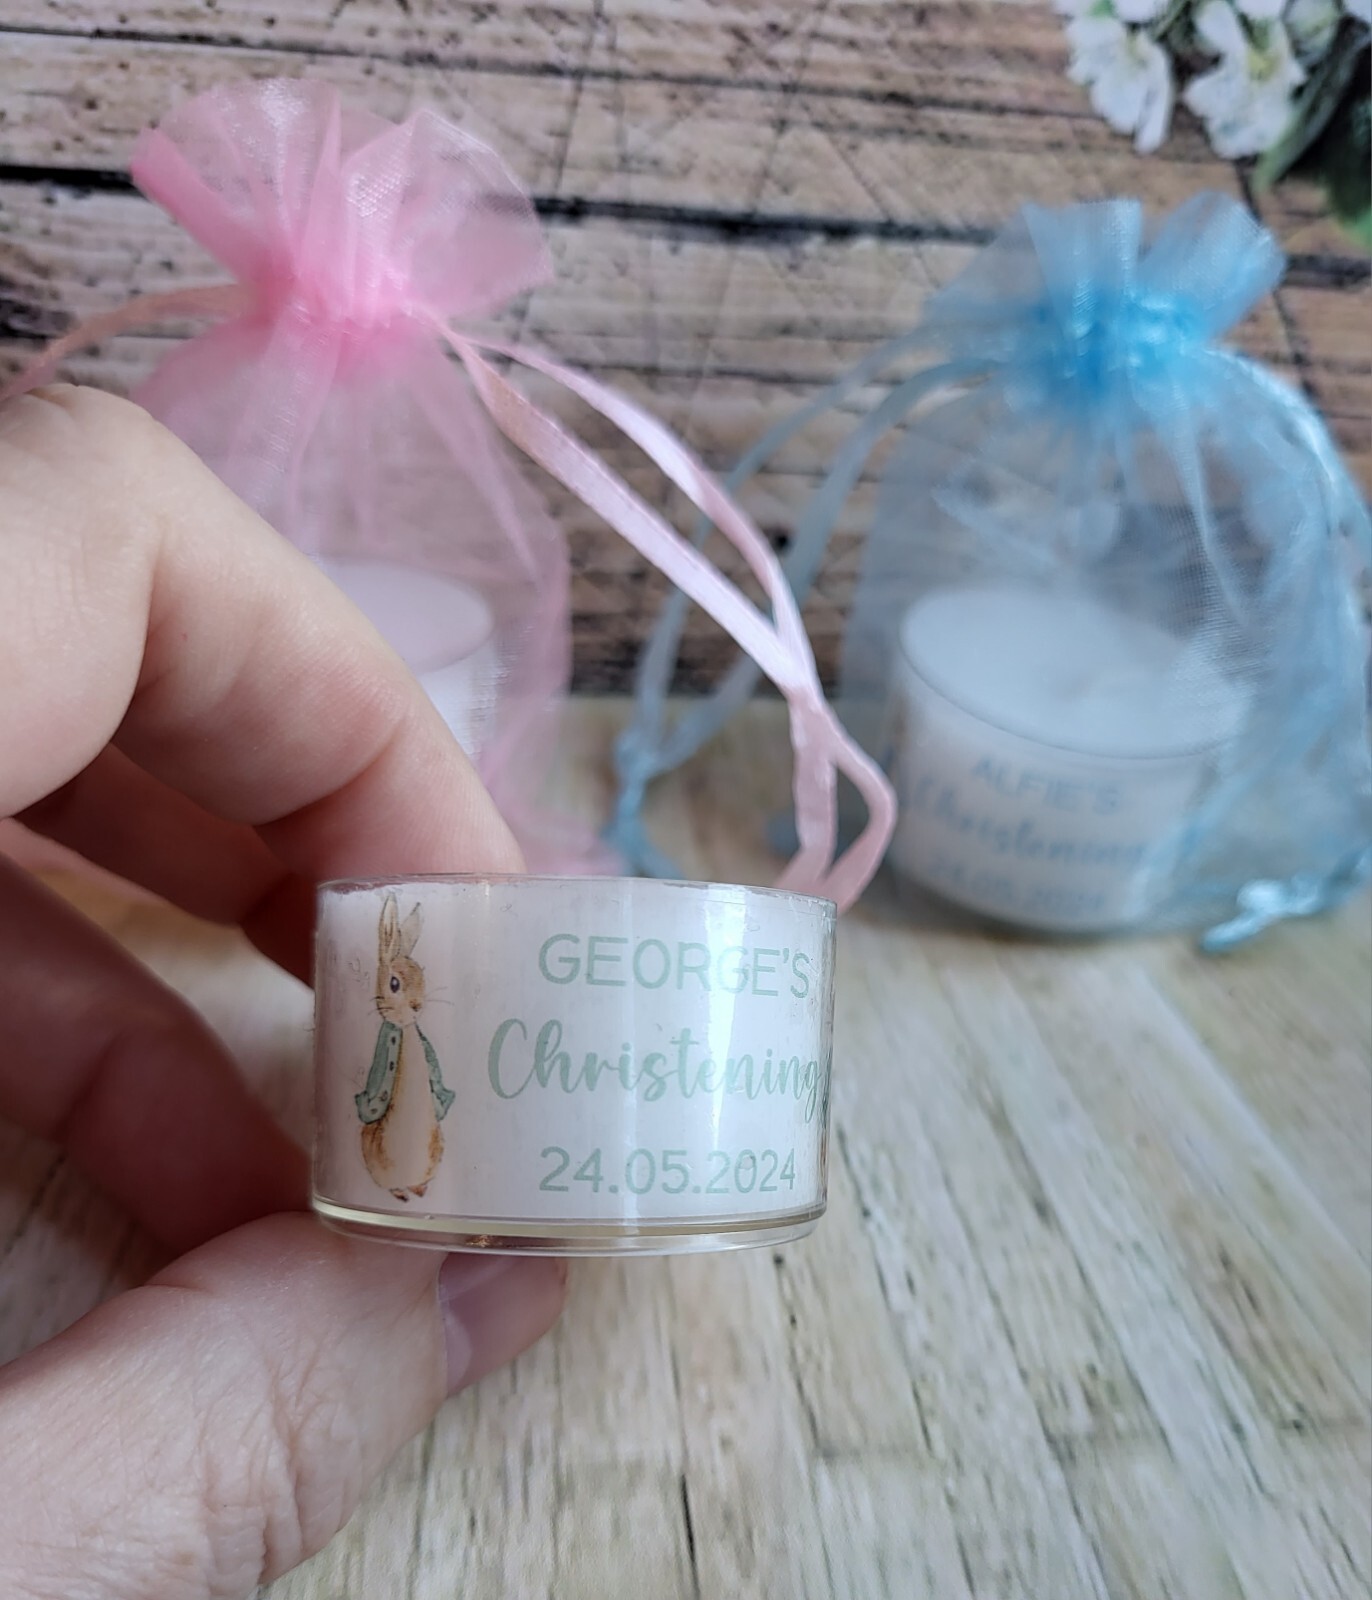 GEORGE'S
Christening
24.05.2024
ALFIE'S
Christening